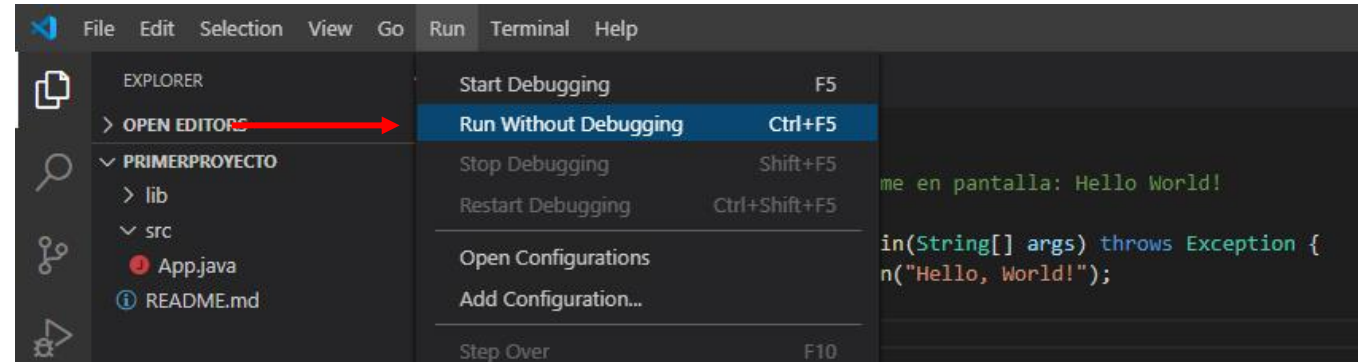 File Edit Selection View Go Run Terminal Help
EXPLORER
OPEN EDITORS
PRIMERPROYECTO
lib
src
App.java
README.md
Start Debugging F5
Run Without Debugging Ctrl+F5
Stop Debugging Shift+F5
Restart Debugging Ctrl+Shift+F5
Open Configurations
Add Configuration...
Step Over F10
me en pantalla: Hello World!
in(String[] args) throws Exception {
n("Hello, World!");